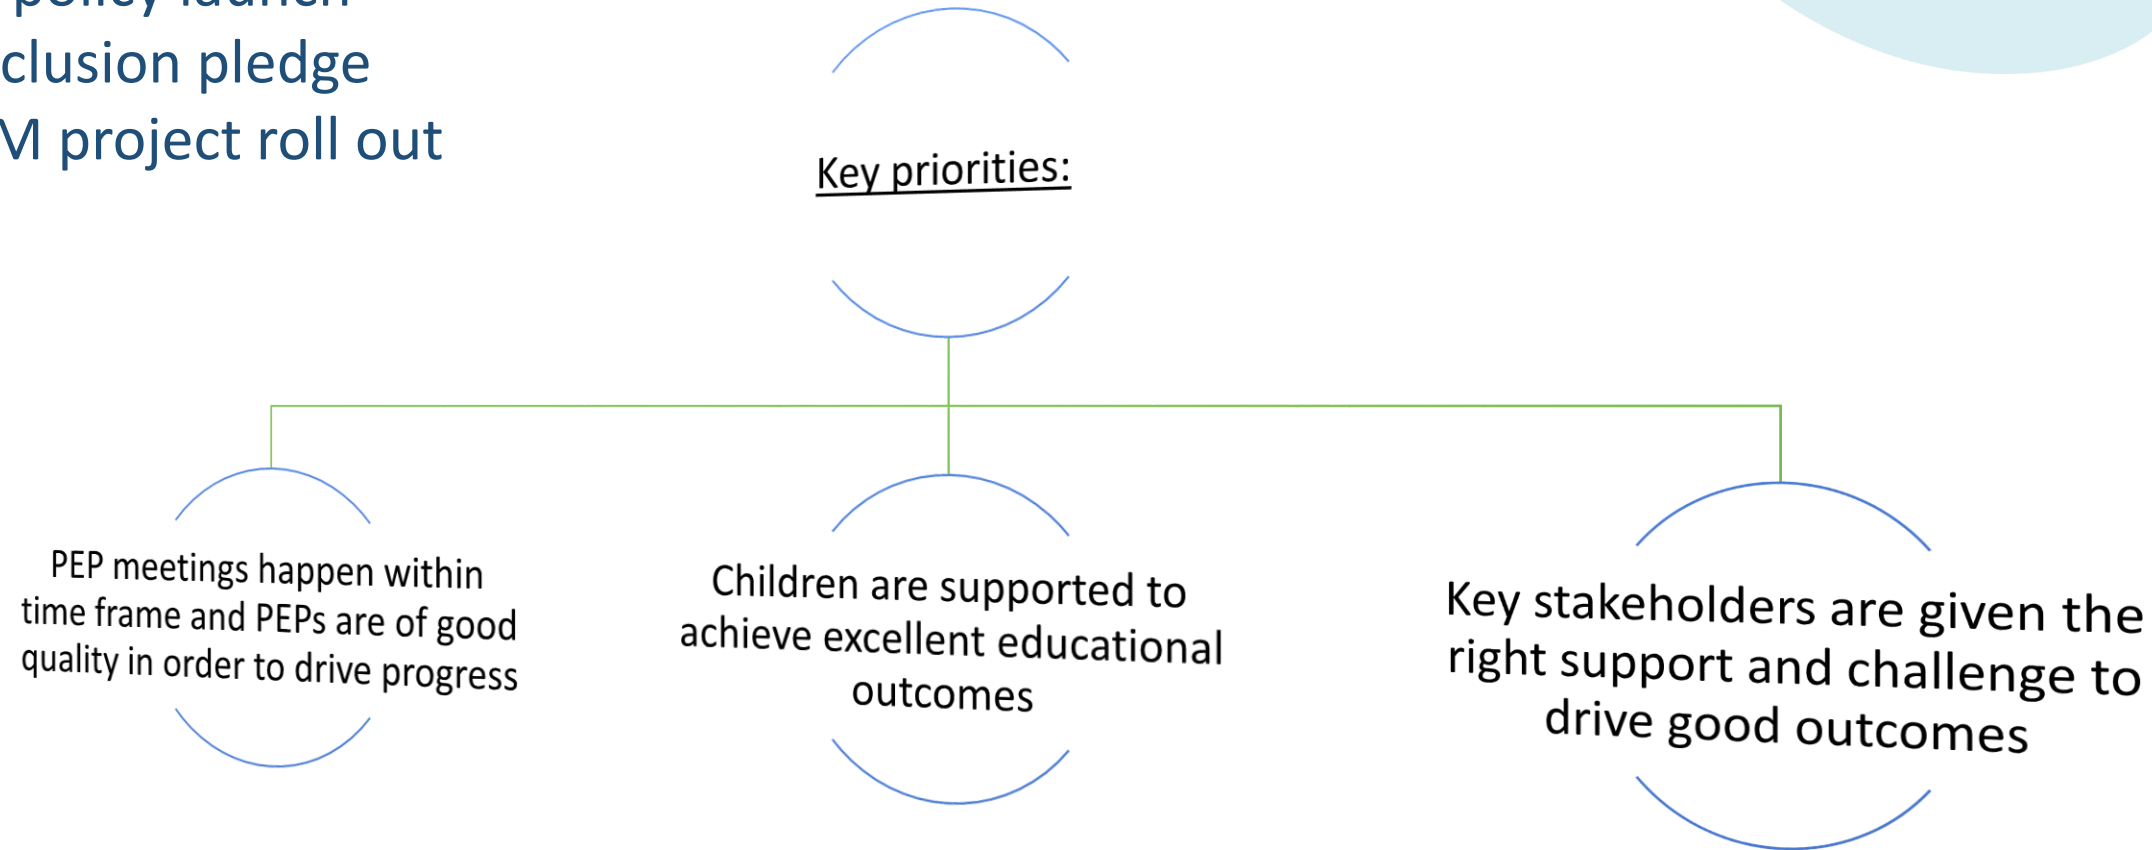 policy launch
clusion pledge
M project roll out
Key priorities:
PEP meetings happen within
time frame and PEPs are of good
quality in order to drive progress
Children are supported to
achieve excellent educational
outcomes
Key stakeholders are given the
right support and challenge to
drive good outcomes